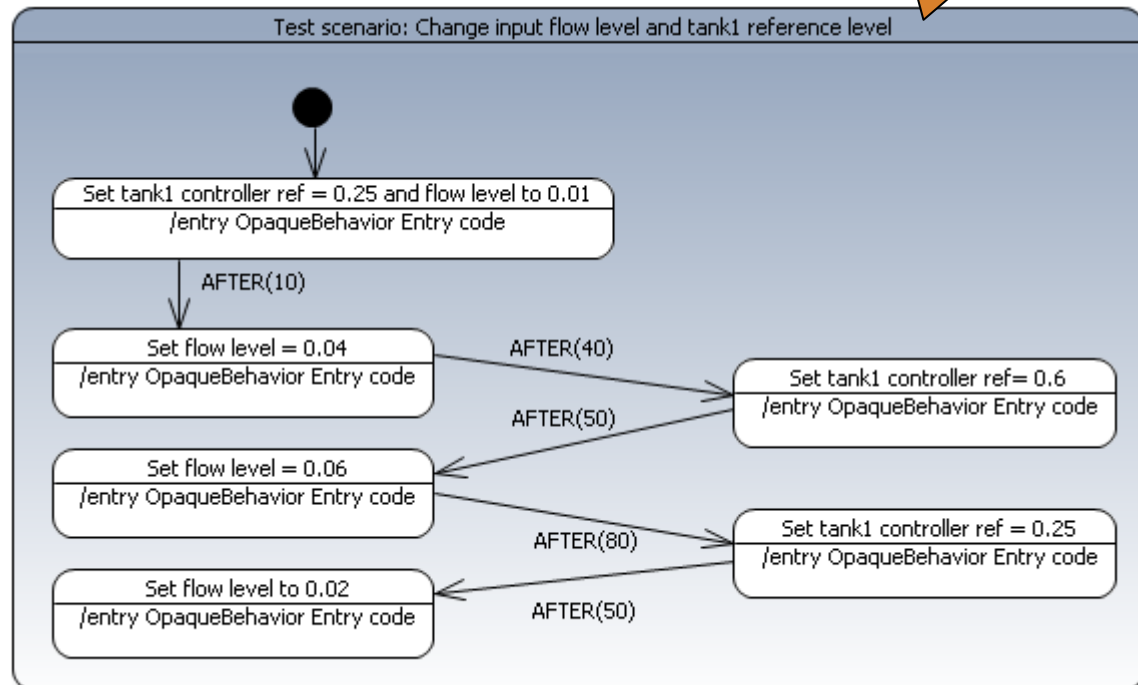 Test scenario: Change input flow level and tank1 reference level
Set tank1 controller ref = 0.25 and flow level to 0.01
/entry OpaqueBehavior Entry code
AFTER(10)
Set flow level = 0.04
/entry OpaqueBehavior Entry code
AFTER(40)
Set tank1 controller ref= 0.6
/entry OpaqueBehavior Entry code
AFTER(50)
Set flow level = 0.06
/entry OpaqueBehavior Entry code
AFTER(80)
Set tank1 controller ref = 0.25
/entry OpaqueBehavior Entry code
AFTER(50)
Set flow level to 0.02
/entry OpaqueBehavior Entry code